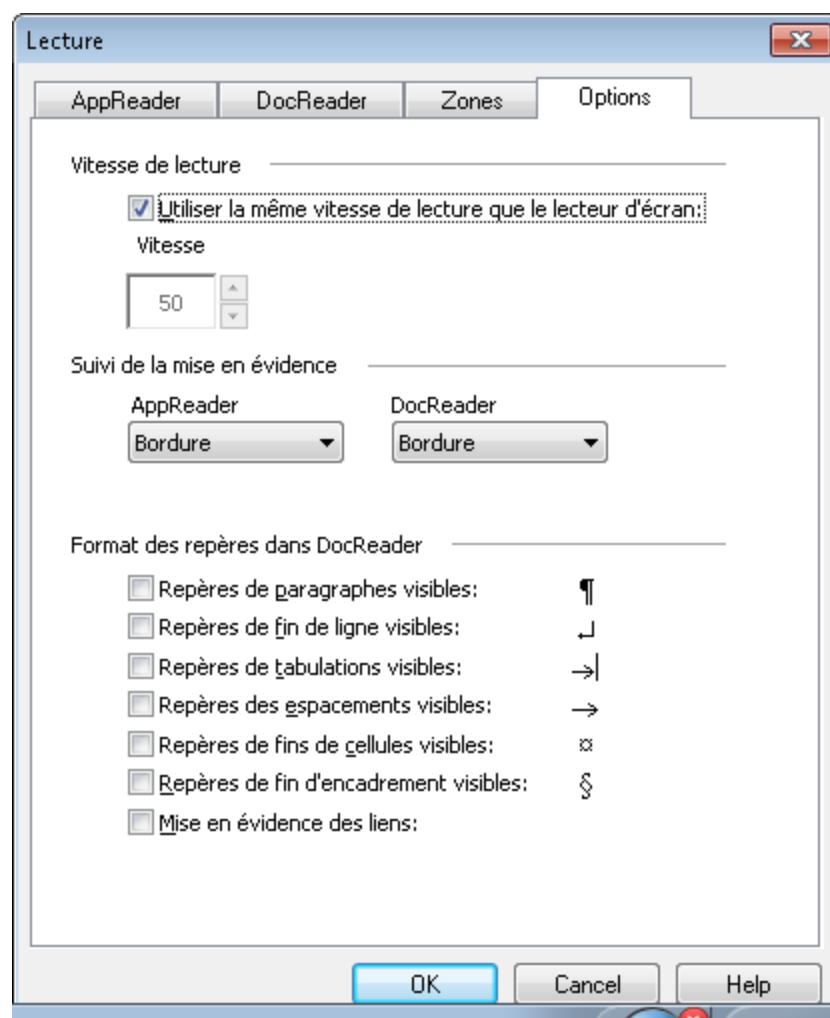 Lecture
AppReader DocReader Zones Options
Vitesse de lecture
Utiliser la même vitesse de lecture que le lecteur d'écran:
Vitesse
50
Suivi de la mise en évidence
AppReader DocReader
Bordure Bordure
Format des repères dans DocReader
Repères de paragraphes visibles: ¶
Repères de fin de ligne visibles: ↵
Repères de tabulations visibles: →|
Repères des espacements visibles: →
Repères de fins de cellules visibles: ¤
Repères de fin d'encadrement visibles: §
Mise en évidence des liens:
OK Cancel Help